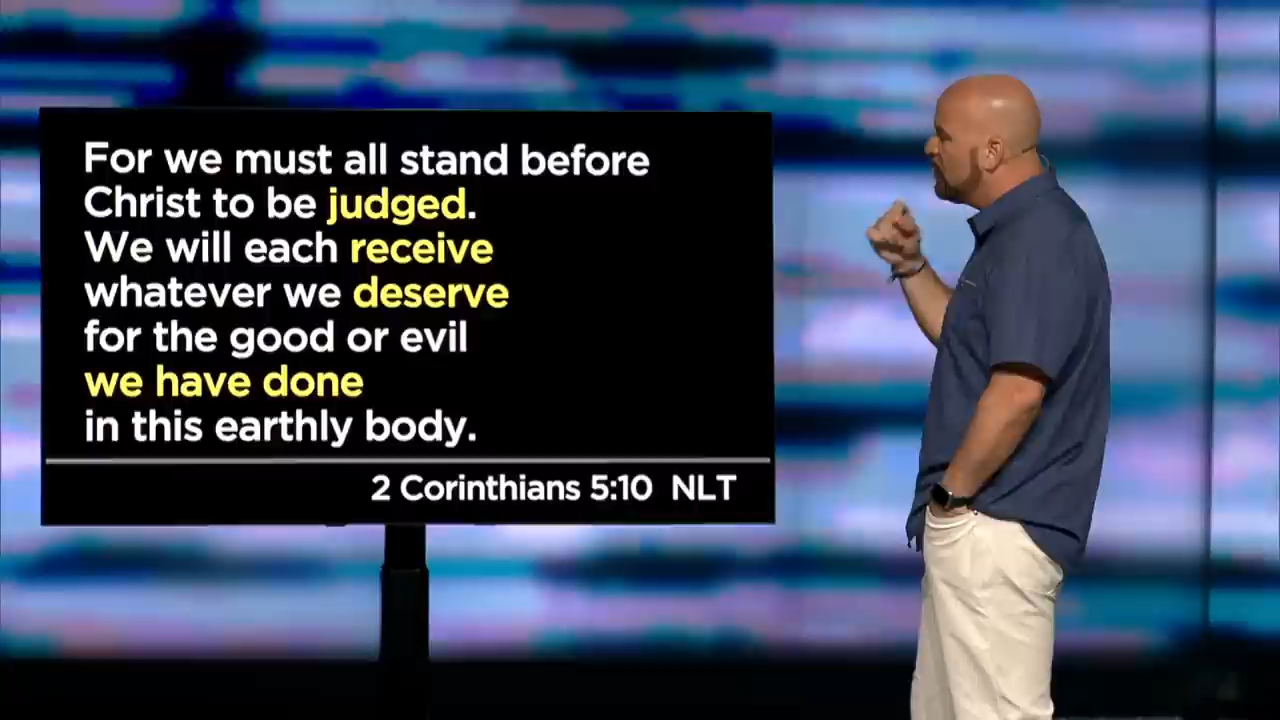 For we must all stand before
Christ to be judged.
We will each receive
whatever we deserve
for the good or evil
we have done
in this earthly body.
2 Corinthians 5:10 NLT